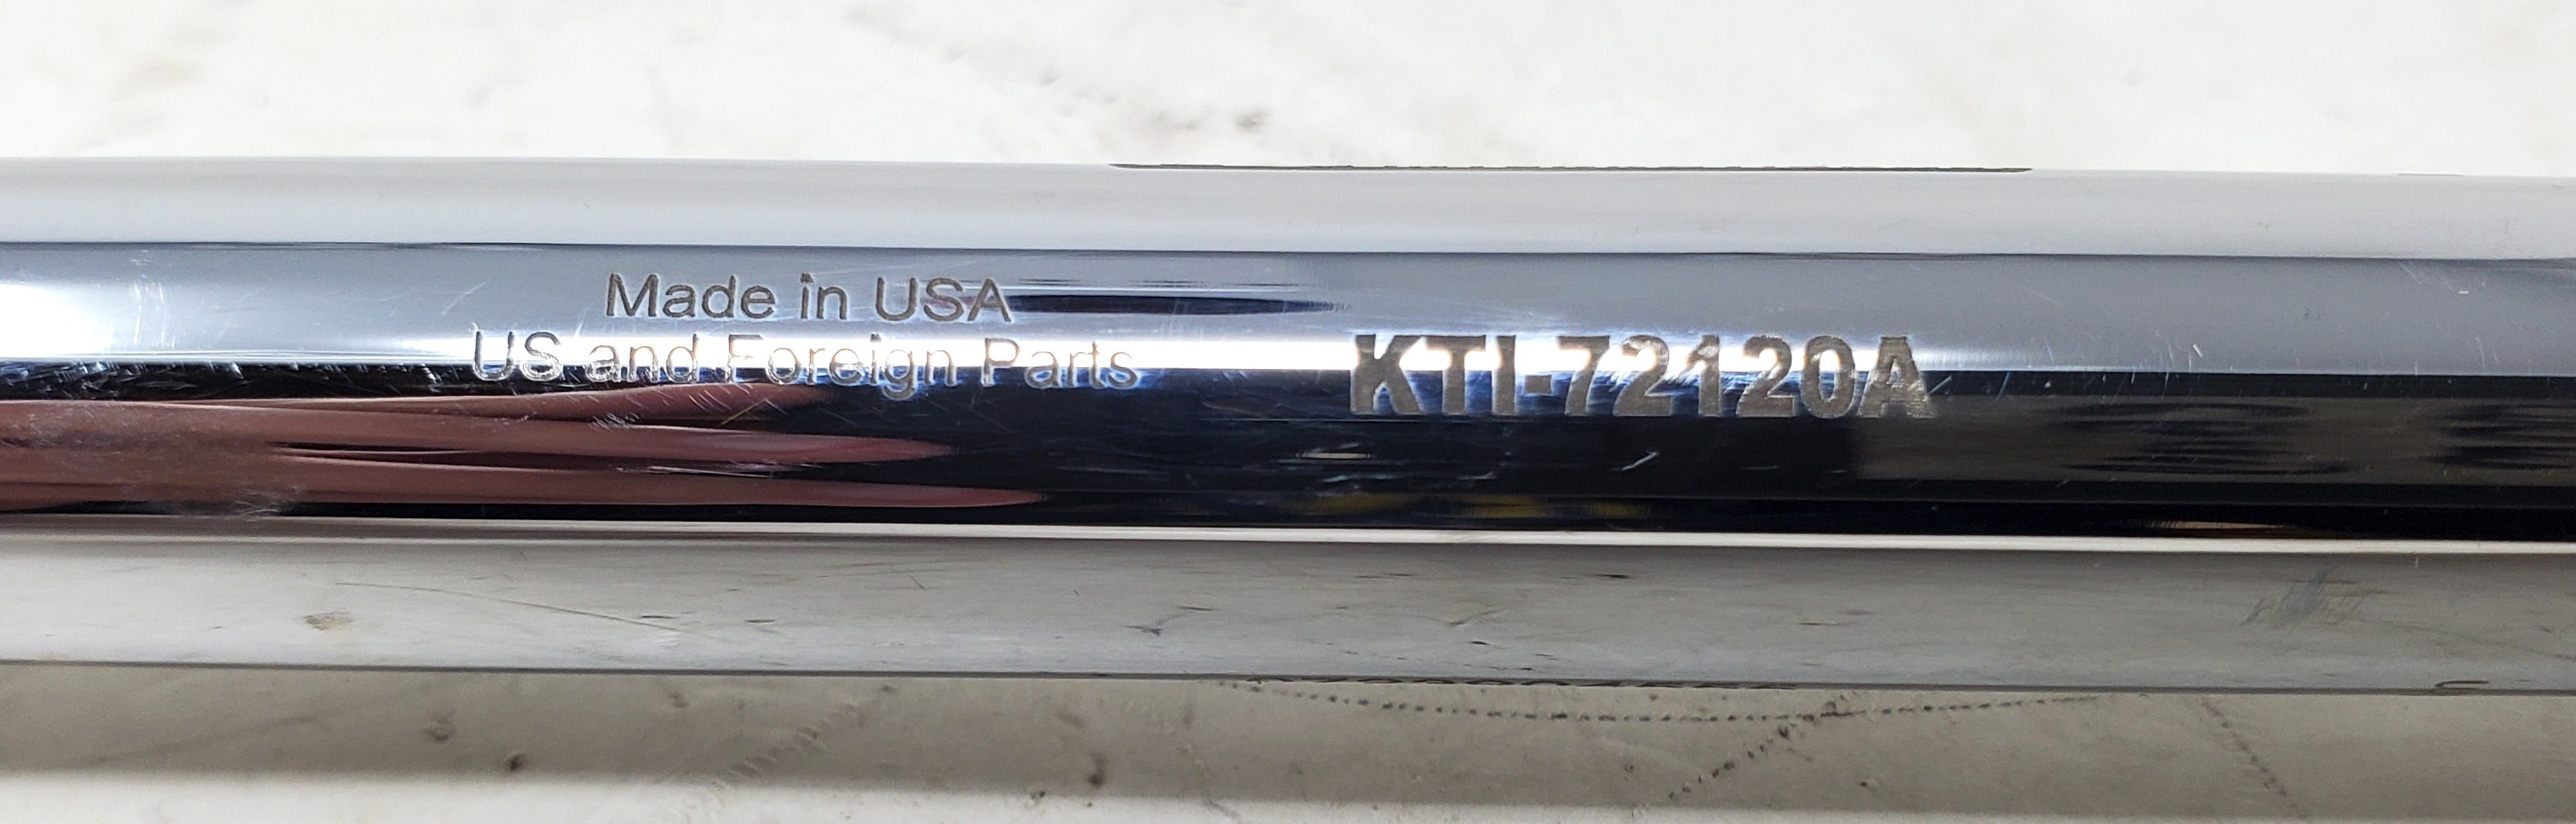 Made in USA
US and Foreign Parts
KTI-72120A